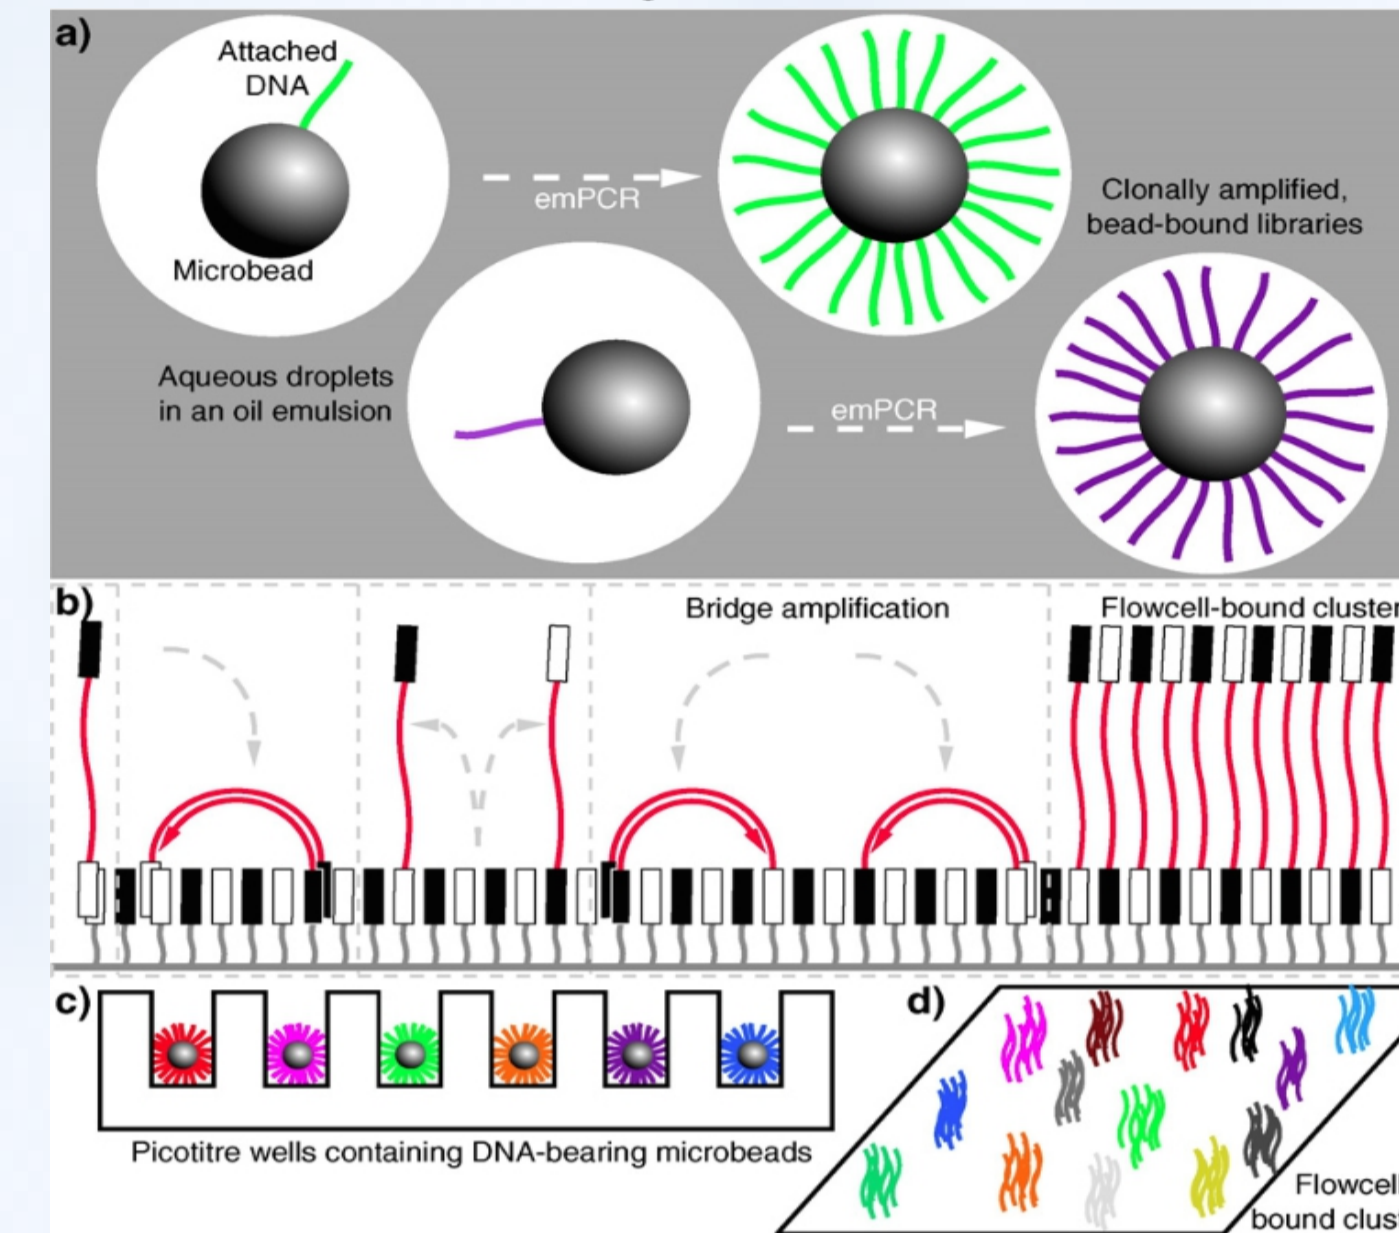 a)
Attached
DNA
Microbead
emPCR
Clonally amplified,
bead-bound libraries
Aqueous droplets
in an oil emulsion
emPCR
b)
Bridge amplification
Flowcell-bound cluster
c)
Picotitre wells containing DNA-bearing microbeads
d)
Flowcell
bound clust